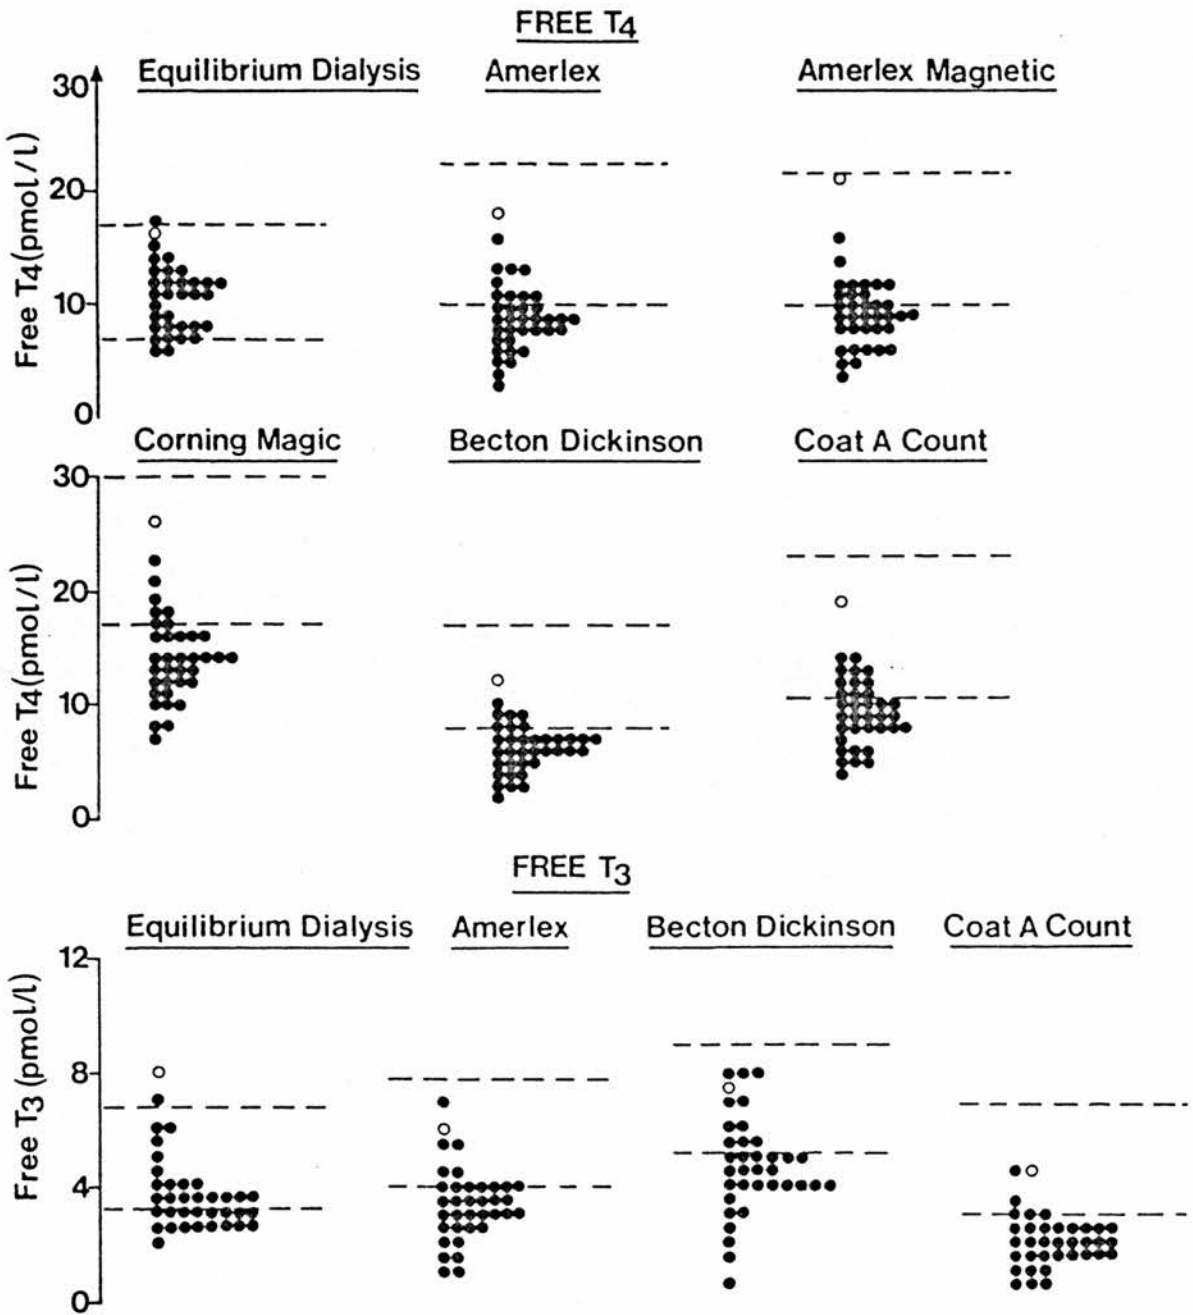 FREE T4
Equilibrium Dialysis Amerlex Amerlex Magnetic
30
20
10
0
Free T4 (pmol/l)
Corning Magic Becton Dickinson Coat A Count
30
20
10
0
Free T4 (pmol/l)
FREE T3
Equilibrium Dialysis Amerlex Becton Dickinson Coat A Count
12
8
4
0
Free T3 (pmol/l)